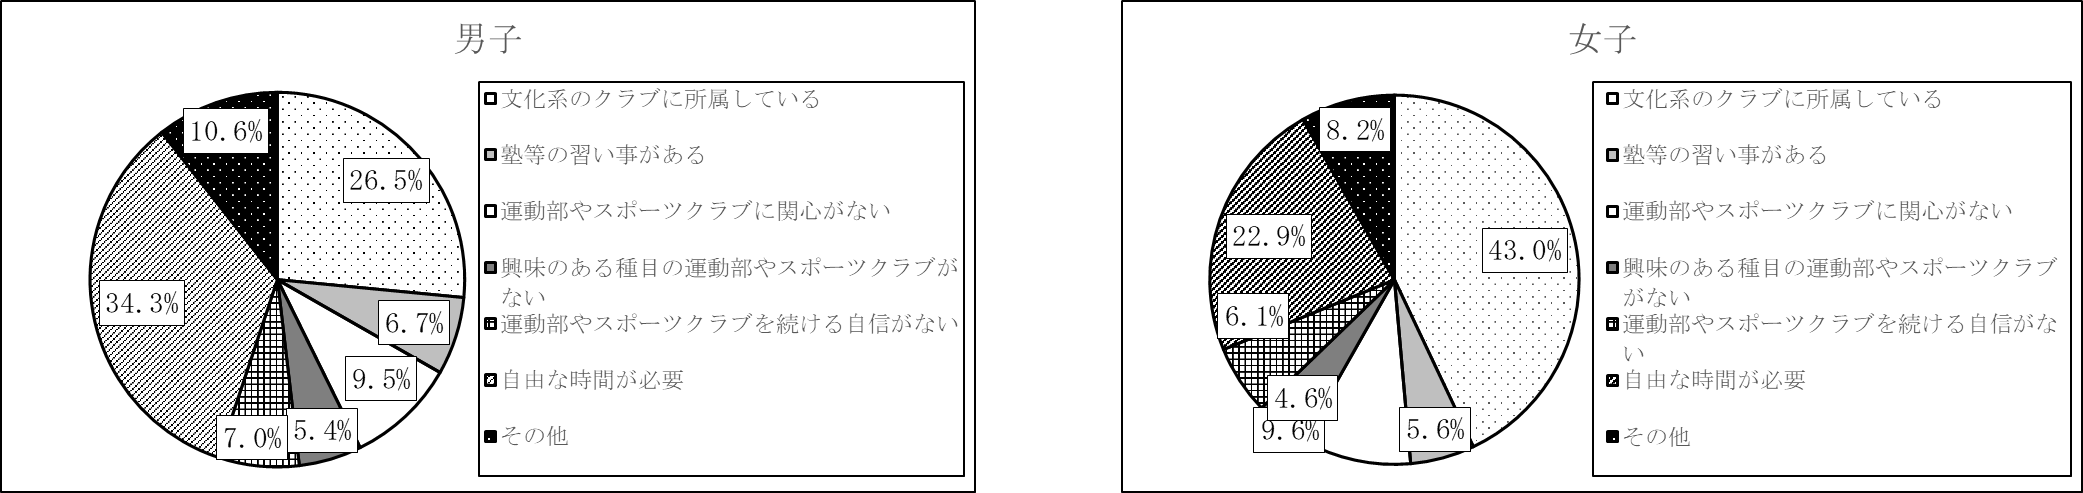 男子
文化系のクラブに所属している
塾等の習い事がある
運動部やスポーツクラブに関心がない
興味のある種目の運動部やスポーツクラブが
ない
運動部やスポーツクラブを続ける自信がない
自由な時間が必要
その他
26.5%
6.7%
9.5%
5.4%
7.0%
34.3%
10.6%
女子
文化系のクラブに所属している
塾等の習い事がある
運動部やスポーツクラブに関心がない
興味のある種目の運動部やスポーツクラブ
がない
運動部やスポーツクラブを続ける自信がな
い
自由な時間が必要
その他
43.0%
5.6%
9.6%
4.6%
6.1%
22.9%
8.2%